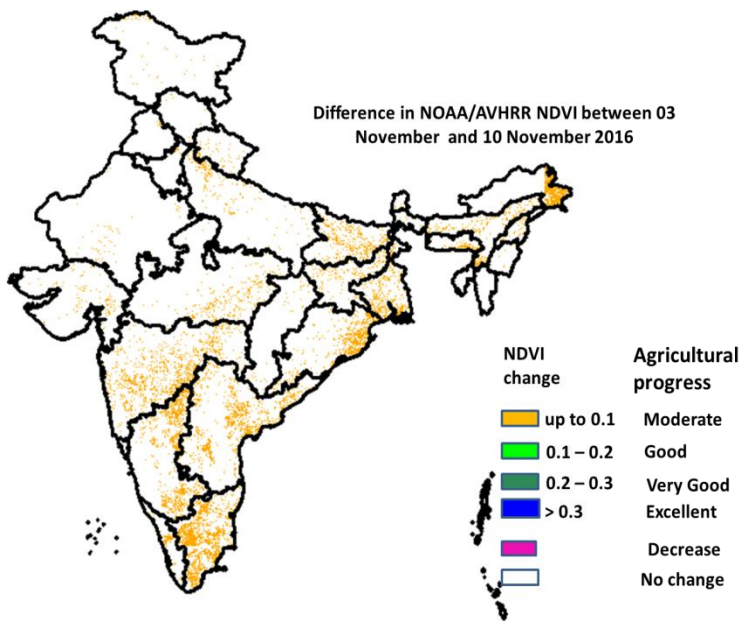 Difference in NOAA/AVHRR NDVI between 03
November and 10 November 2016
NDVI change
Agricultural progress
up to 0.1 Moderate
0.1 – 0.2 Good
0.2 – 0.3 Very Good
> 0.3 Excellent
Decrease
No change